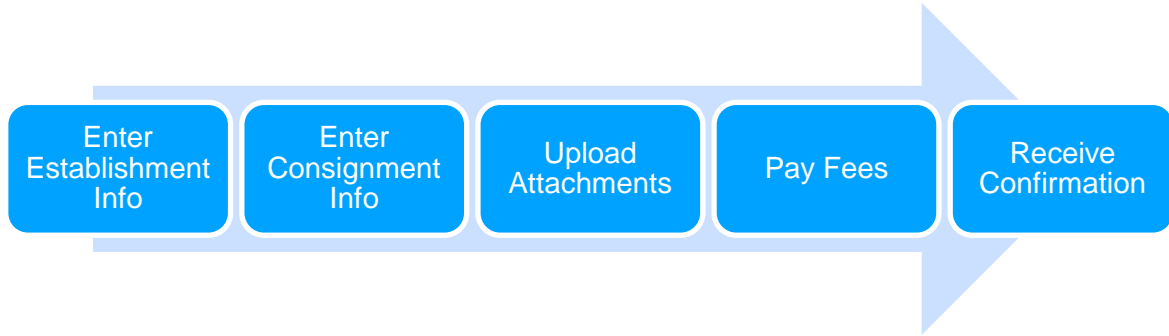 Enter
Establishment
Info
Enter
Consignment
Info
Upload
Attachments
Pay Fees
Receive
Confirmation